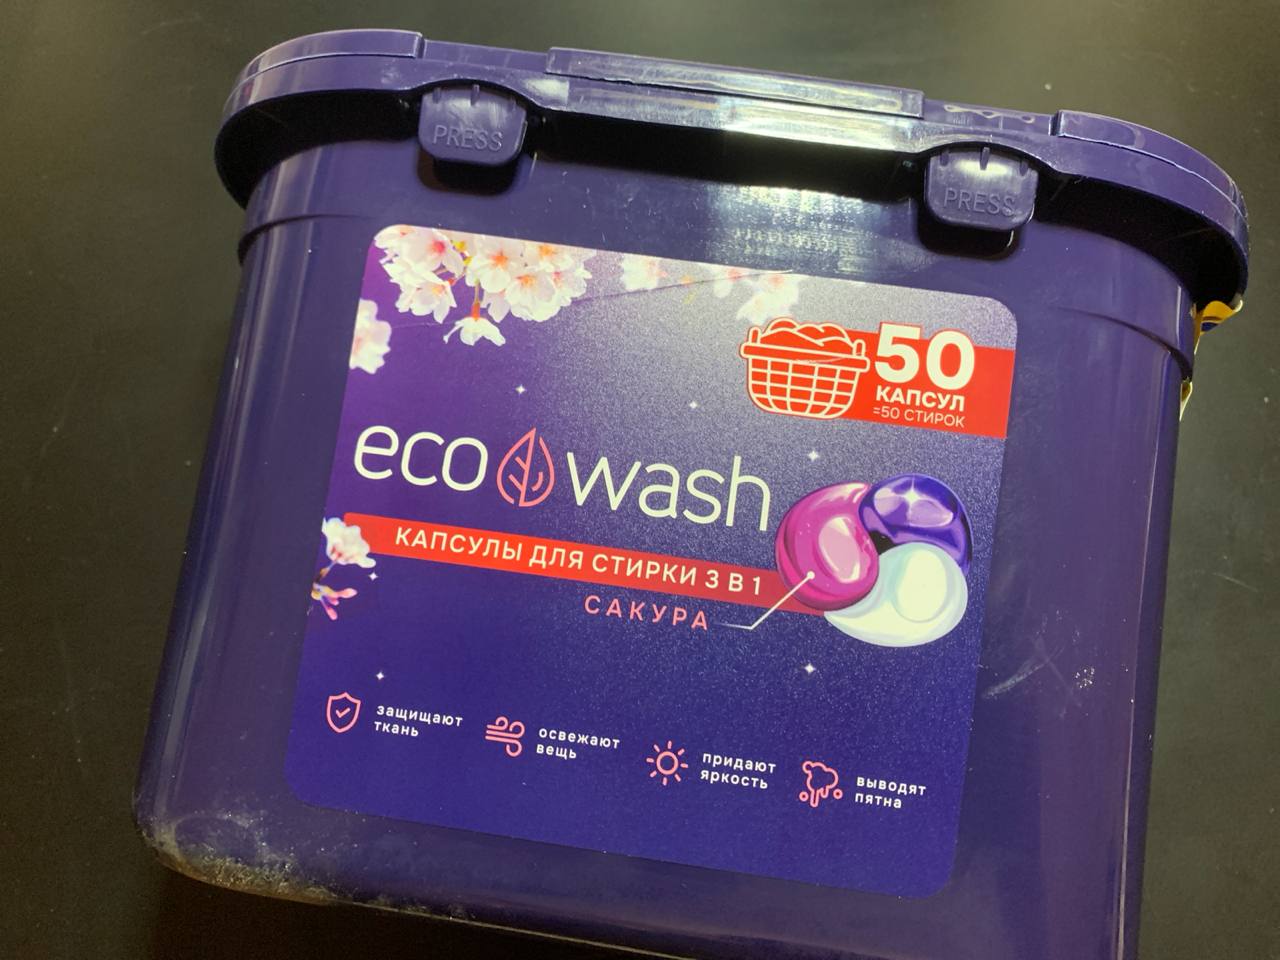 PRESS
PRESS
50
КАПСУЛ
=50 СТИРОК
eco wash
КАПСУЛЫ ДЛЯ СТИРКИ 3 В 1
САКУРА
защищают
ткань
освежают
вещь
придают
яркость
выводят
пятна